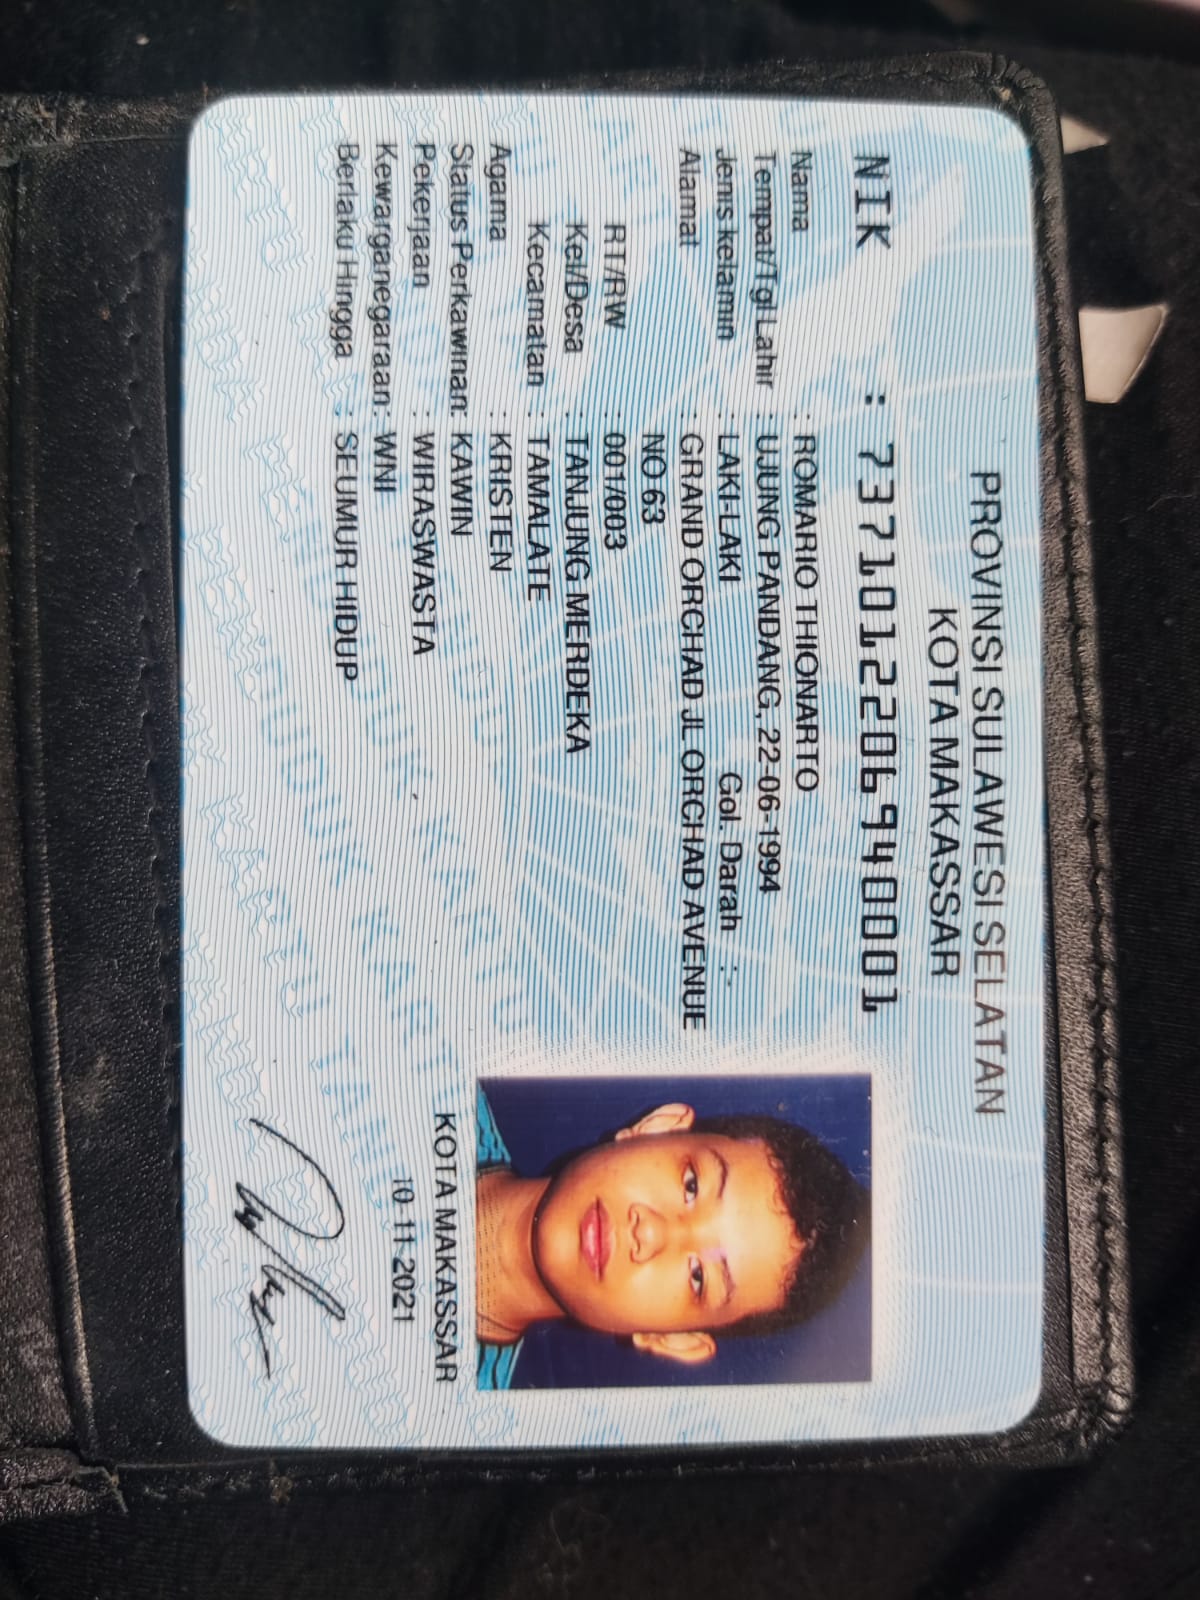 PROVINSI SULAWESI SELATAN
KOTA MAKASSAR
NIK : 7371012206940001
Nama : ROMARIO THIONARTO
Tempat/Tgl Lahir : UJUNG PANDANG, 22-06-1994
Jenis kelamin : LAKI-LAKI Gol. Darah : -
Alamat : GRAND ORCHAD JL ORCHAD AVENUE
NO 63
RT/RW : 001/003
Kel/Desa : TANJUNG MERDEKA
Kecamatan : TAMALATE
Agama : KRISTEN
Status Perkawinan: KAWIN
Pekerjaan : WIRASWASTA
Kewarganegaraan: WNI
Berlaku Hingga : SEUMUR HIDUP
KOTA MAKASSAR
10-11-2021